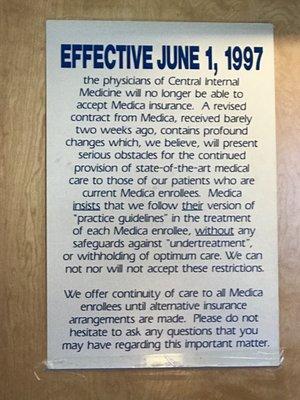 EFFECTIVE JUNE 1, 1997
the physicians of Central Internal
Medicine will no longer be able to
accept Medica insurance. A revised
contract from Medica, received barely
two weeks ago, contains profound
changes which, we believe, will present
serious obstacles for the continued
provision of state-of-the-art medical
care to those of our patients who are
current Medica enrollees. Medica
insists that we follow their version of
"practice guidelines" in the treatment
of each Medica enrollee, without any
safeguards against "undertreatment",
or withholding of optimum care. We can
not nor will not accept these restrictions.
We offer continuity of care to all Medica
enrollees until alternative insurance
arrangements are made. Please do not
hesitate to ask any questions that you
may have regarding this important matter.